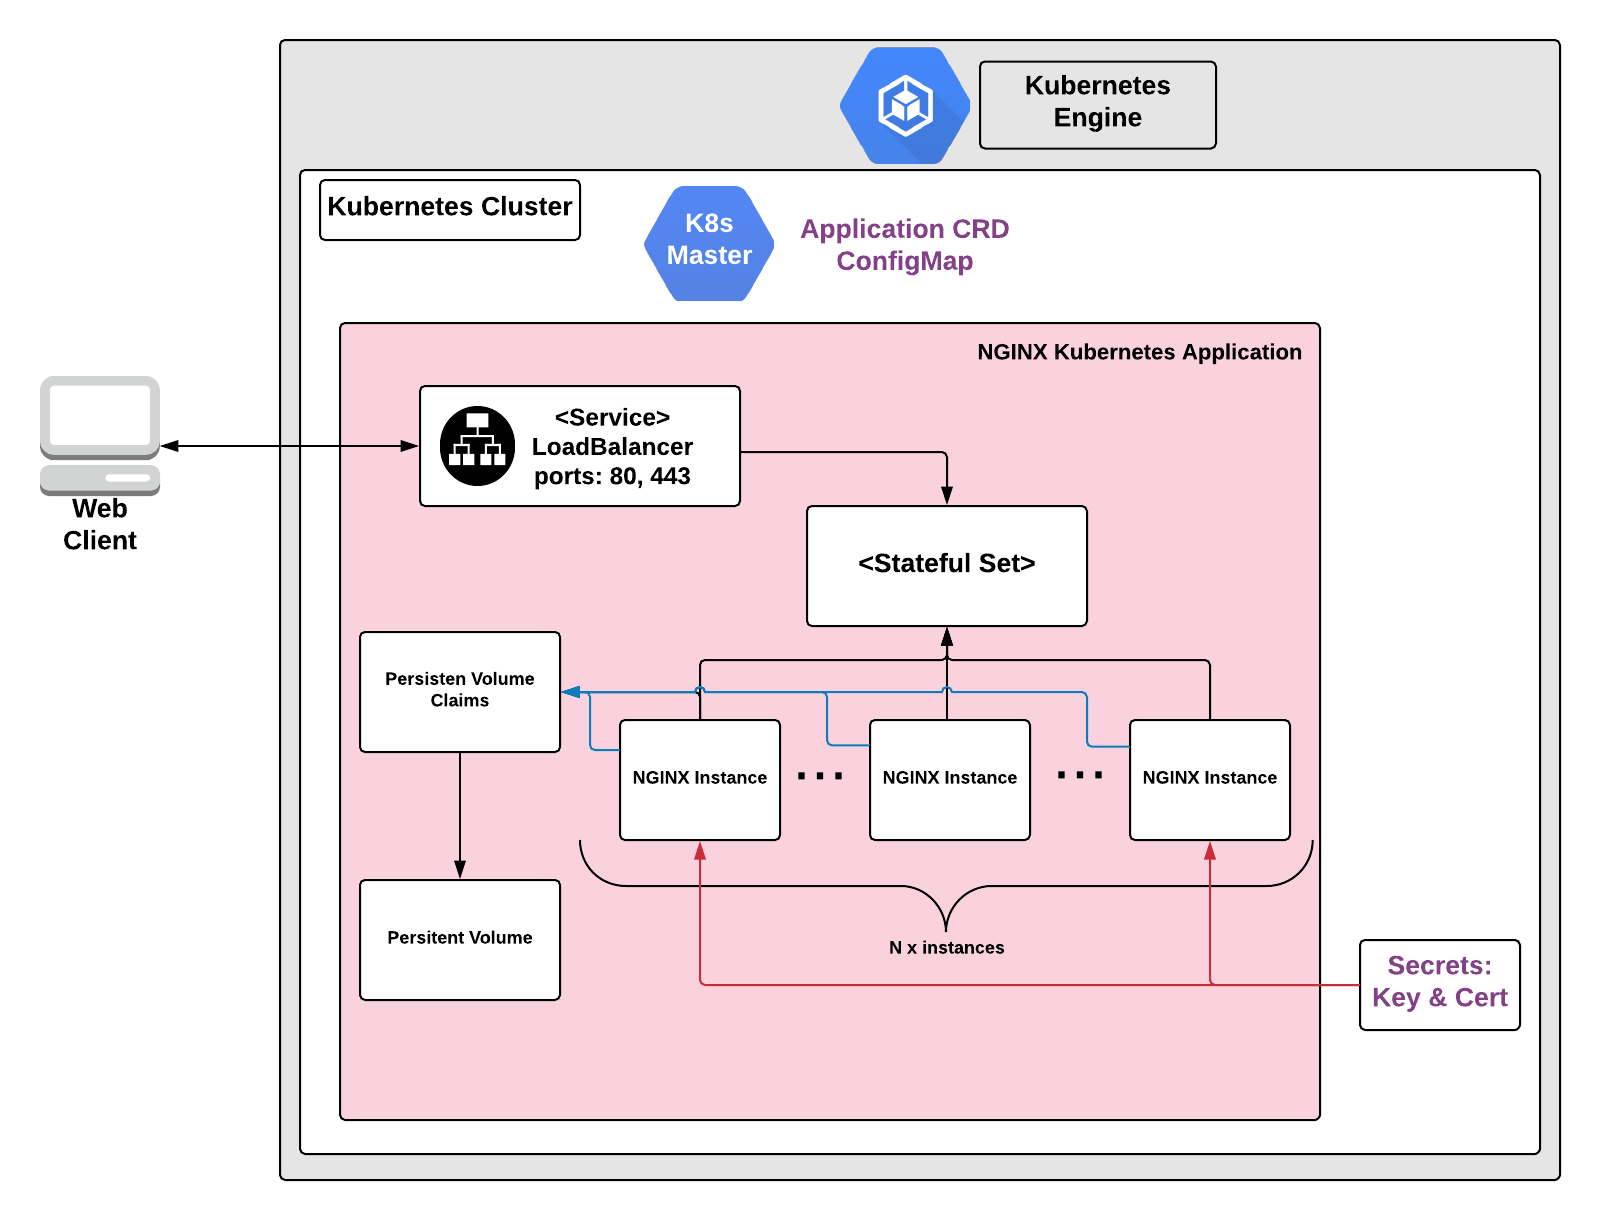 Kubernetes
Engine
Kubernetes Cluster
K8s
Master
Application CRD
ConfigMap
NGINX Kubernetes Application
<Service>
LoadBalancer
ports: 80, 443
Web
Client
<Stateful Set>
Persisten Volume
Claims
NGINX Instance
...
NGINX Instance
...
NGINX Instance
Persitent Volume
N x instances
Secrets:
Key & Cert